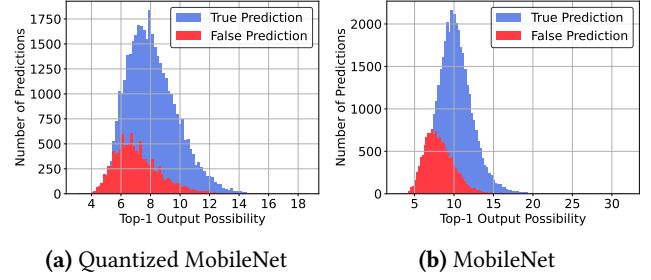 Number of Predictions
1750
1500
1250
1000
750
500
250
0
4 6 8 10 12 14 16 18
Top-1 Output Possibility
True Prediction
False Prediction
(a) Quantized MobileNet
Number of Predictions
2000
1500
1000
500
0
5 10 15 20 25 30
Top-1 Output Possibility
True Prediction
False Prediction
(b) MobileNet